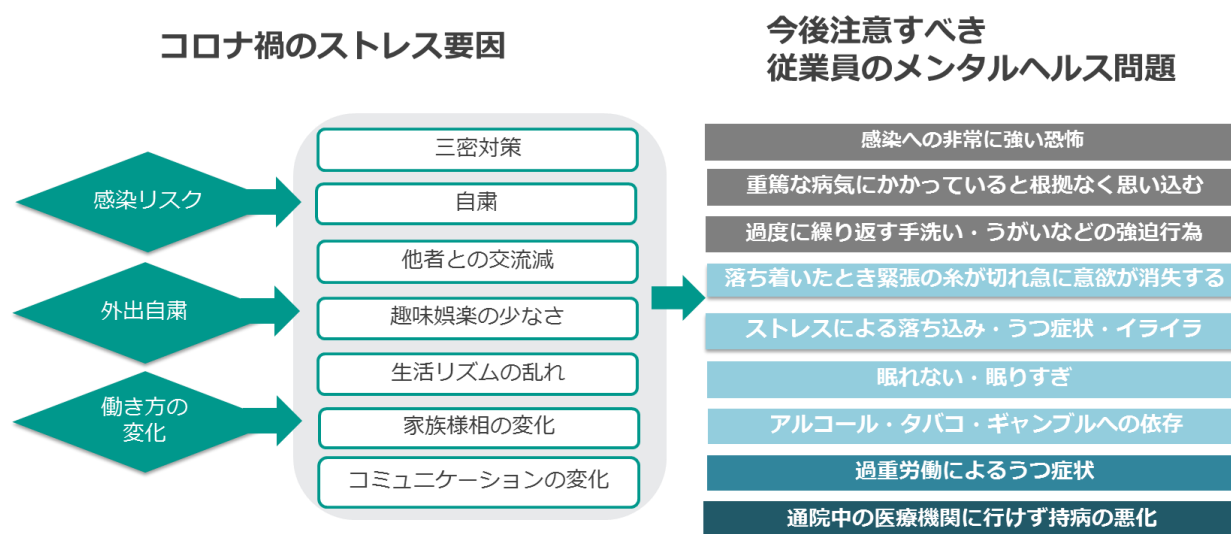 コロナ禍のストレス要因
今後注意すべき
従業員のメンタルヘルス問題
感染リスク
外出自粛
働き方の
変化
三密対策
自粛
他者との交流減
趣味娯楽の少なさ
生活リズムの乱れ
家族様相の変化
コミュニケーションの変化
感染への非常に強い恐怖
重篤な病気にかかっていると根拠なく思い込む
過度に繰り返す手洗い・うがいなどの強迫行為
落ち着いたとき緊張の糸が切れ急に意欲が消失する
ストレスによる落ち込み・うつ症状・イライラ
眠れない・眠りすぎ
アルコール・タバコ・ギャンブルへの依存
過重労働によるうつ症状
通院中の医療機関に行けず持病の悪化